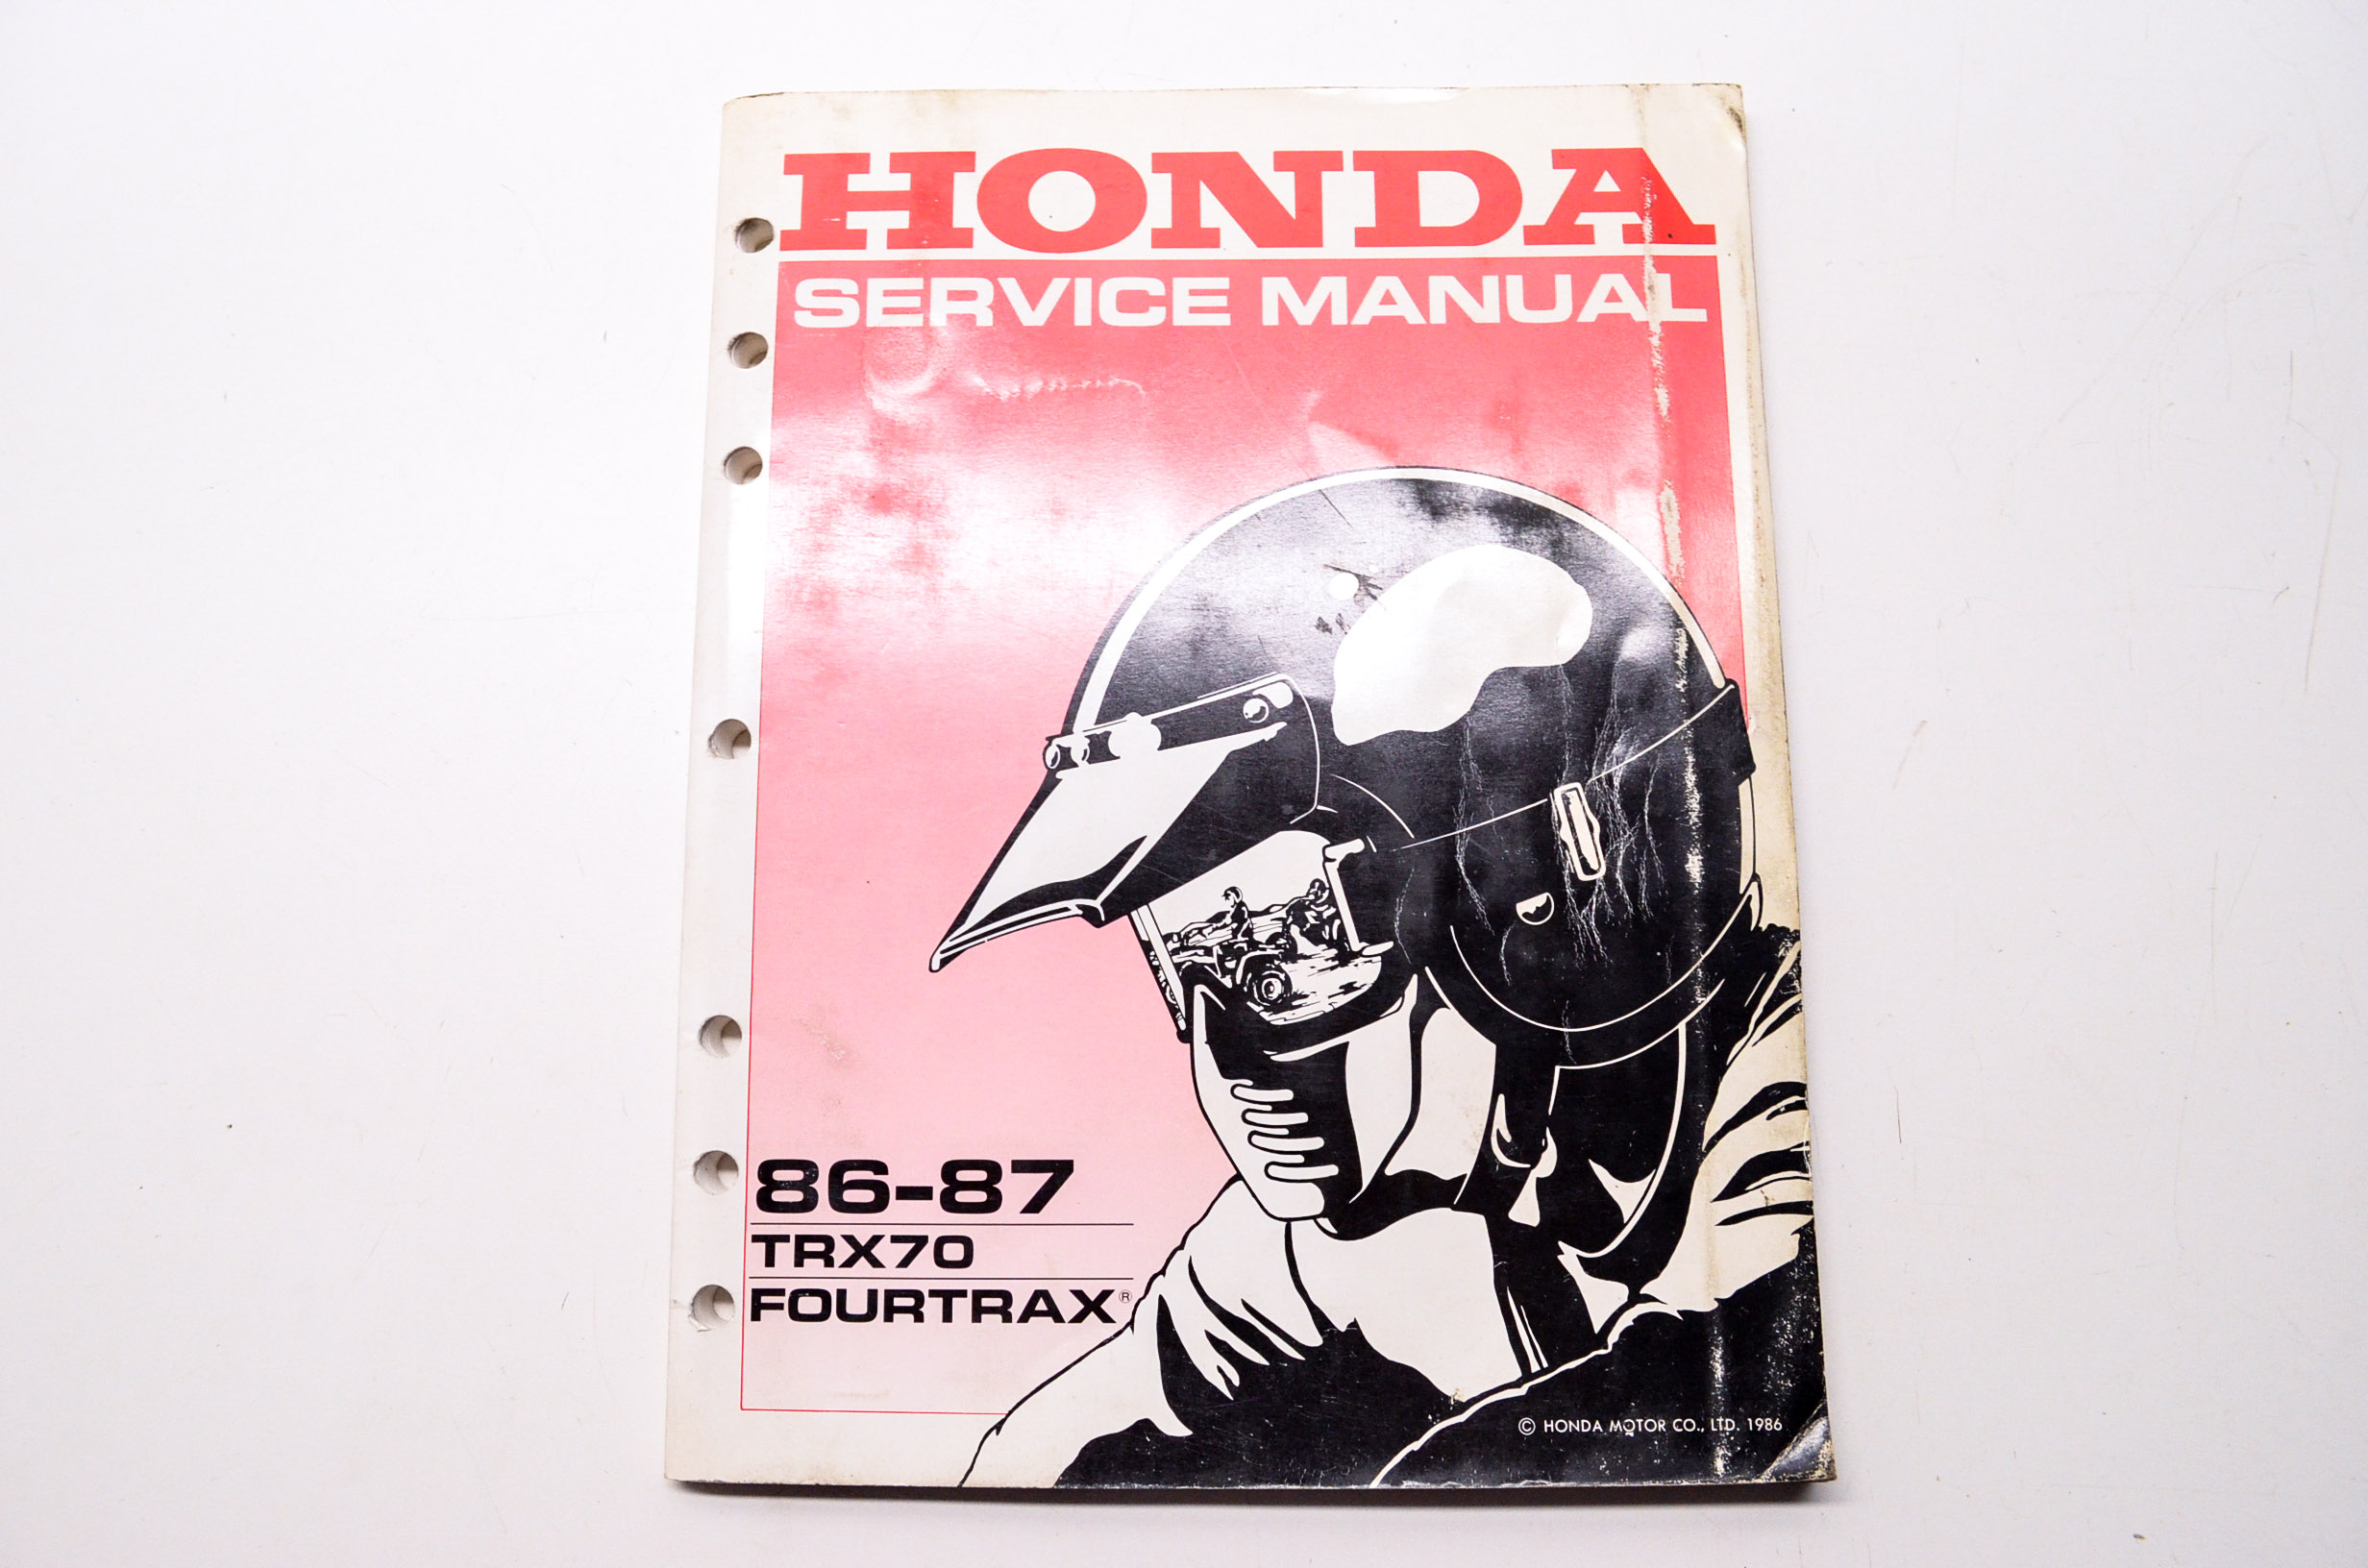 HONDA
SERVICE MANUAL
86-87
TRX70
FOURTRAX®
© HONDA MOTOR CO., LTD. 1986